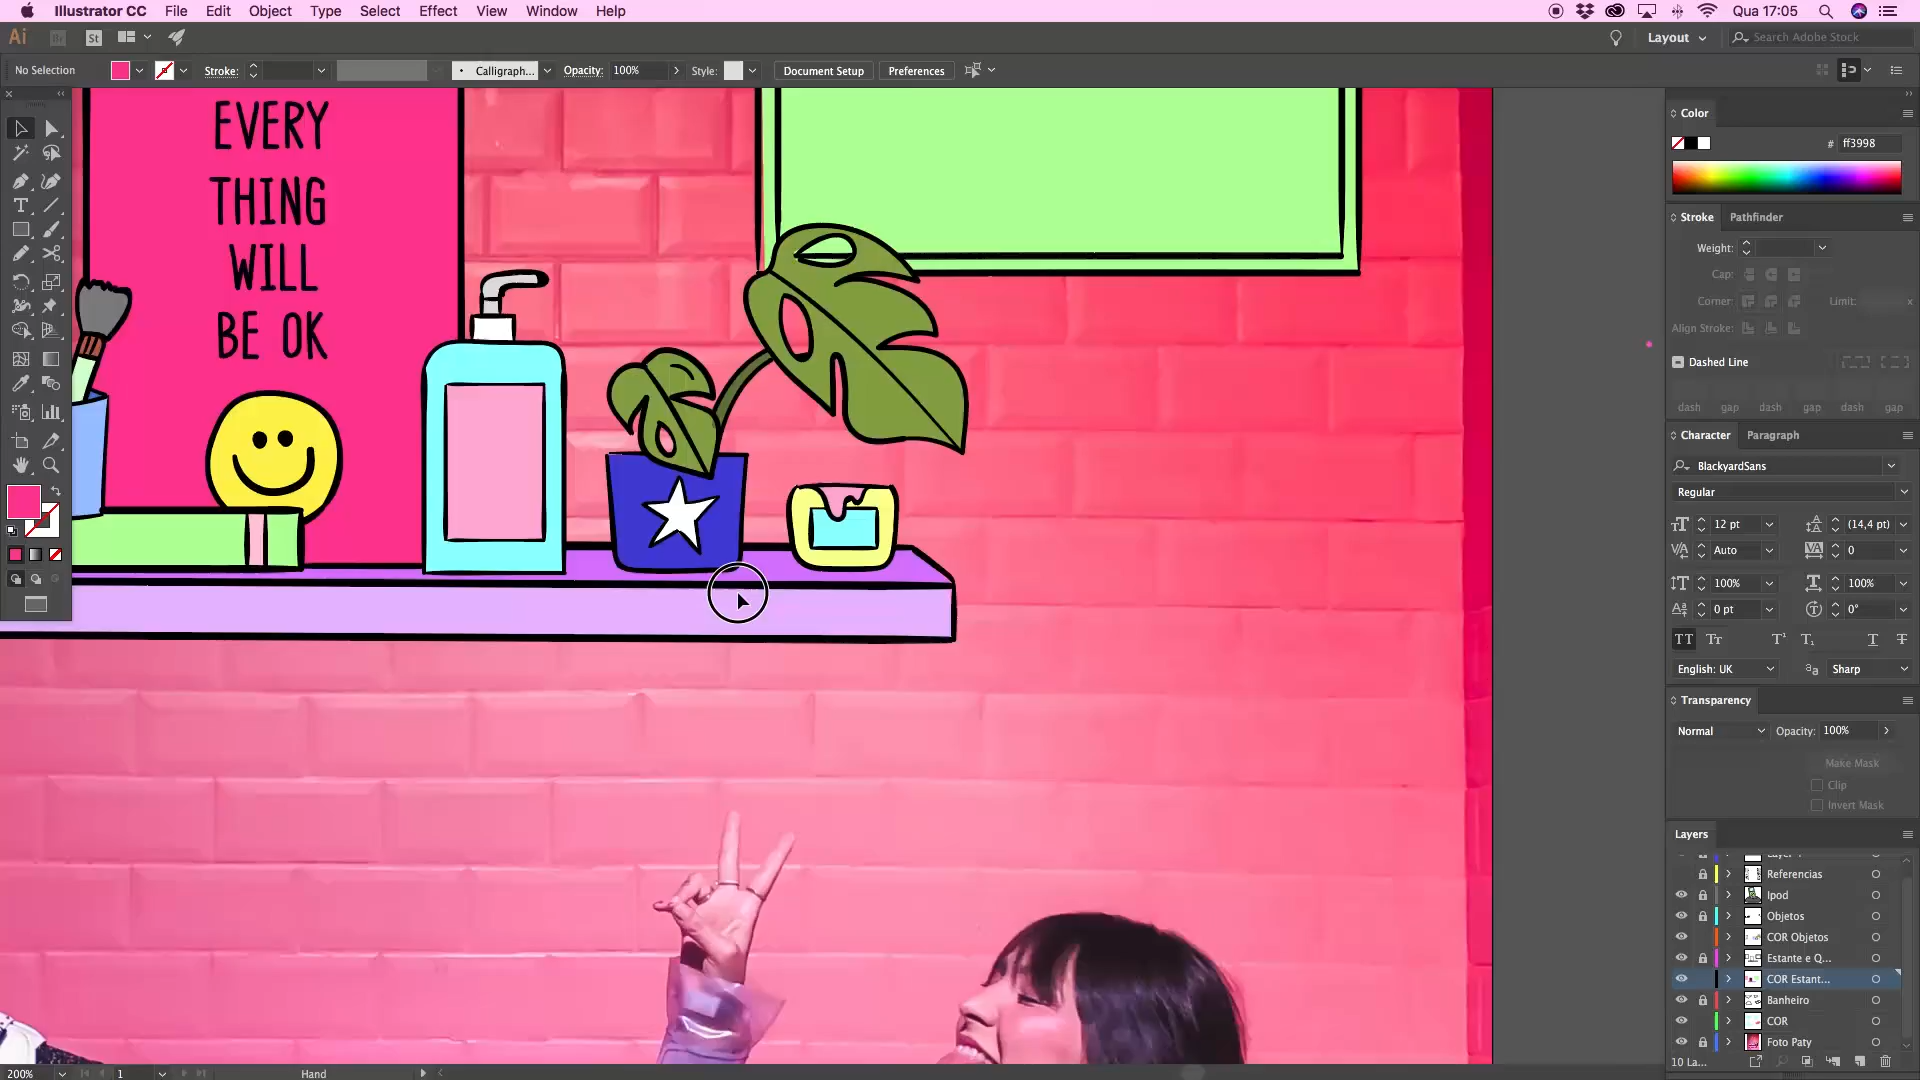 Illustrator CC File Edit Object Type Select Effect View Window Help Qua 17:05
Ai Br St Layout Search Adobe Stock
No Selection Stroke: Calligraph... Opacity: 100% Style: Document Setup Preferences
EVERY
THING
WILL
BE OK
Color
# ff3998
Stroke Pathfinder
Weight:
Cap:
Corner: Limit: x
Align Stroke:
Dashed Line
dash gap dash gap dash gap
Character Paragraph
BlackyardSans
Regular
12 pt (14,4 pt)
Auto 0
100% 100%
0 pt 0°
English: UK Sharp
Transparency
Normal Opacity: 100%
Make Mask
Clip
Invert Mask
Layers
Referencias
Ipod
Objetos
COR Objetos
Estante e Q...
COR Estant...
Banheiro
COR
Foto Paty
10 La...
200% 1 Hand